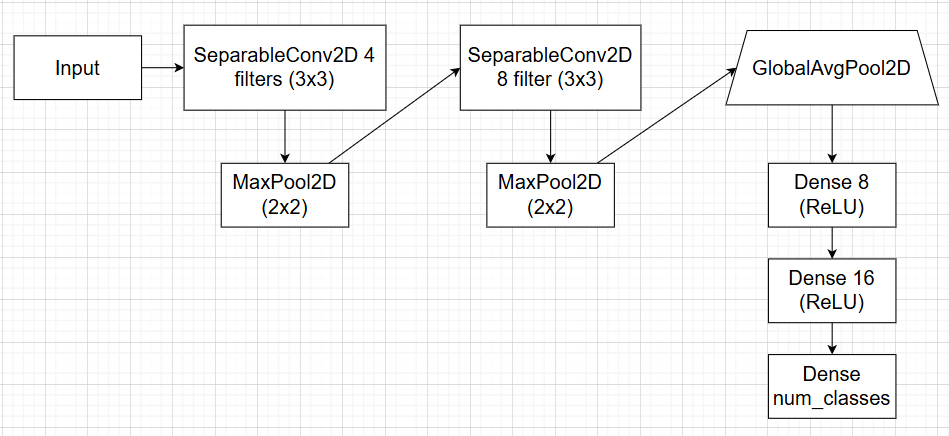 Input
SeparableConv2D 4
filters (3x3)
MaxPool2D
(2x2)
SeparableConv2D
8 filter (3x3)
MaxPool2D
(2x2)
GlobalAvgPool2D
Dense 8
(ReLU)
Dense 16
(ReLU)
Dense
num_classes